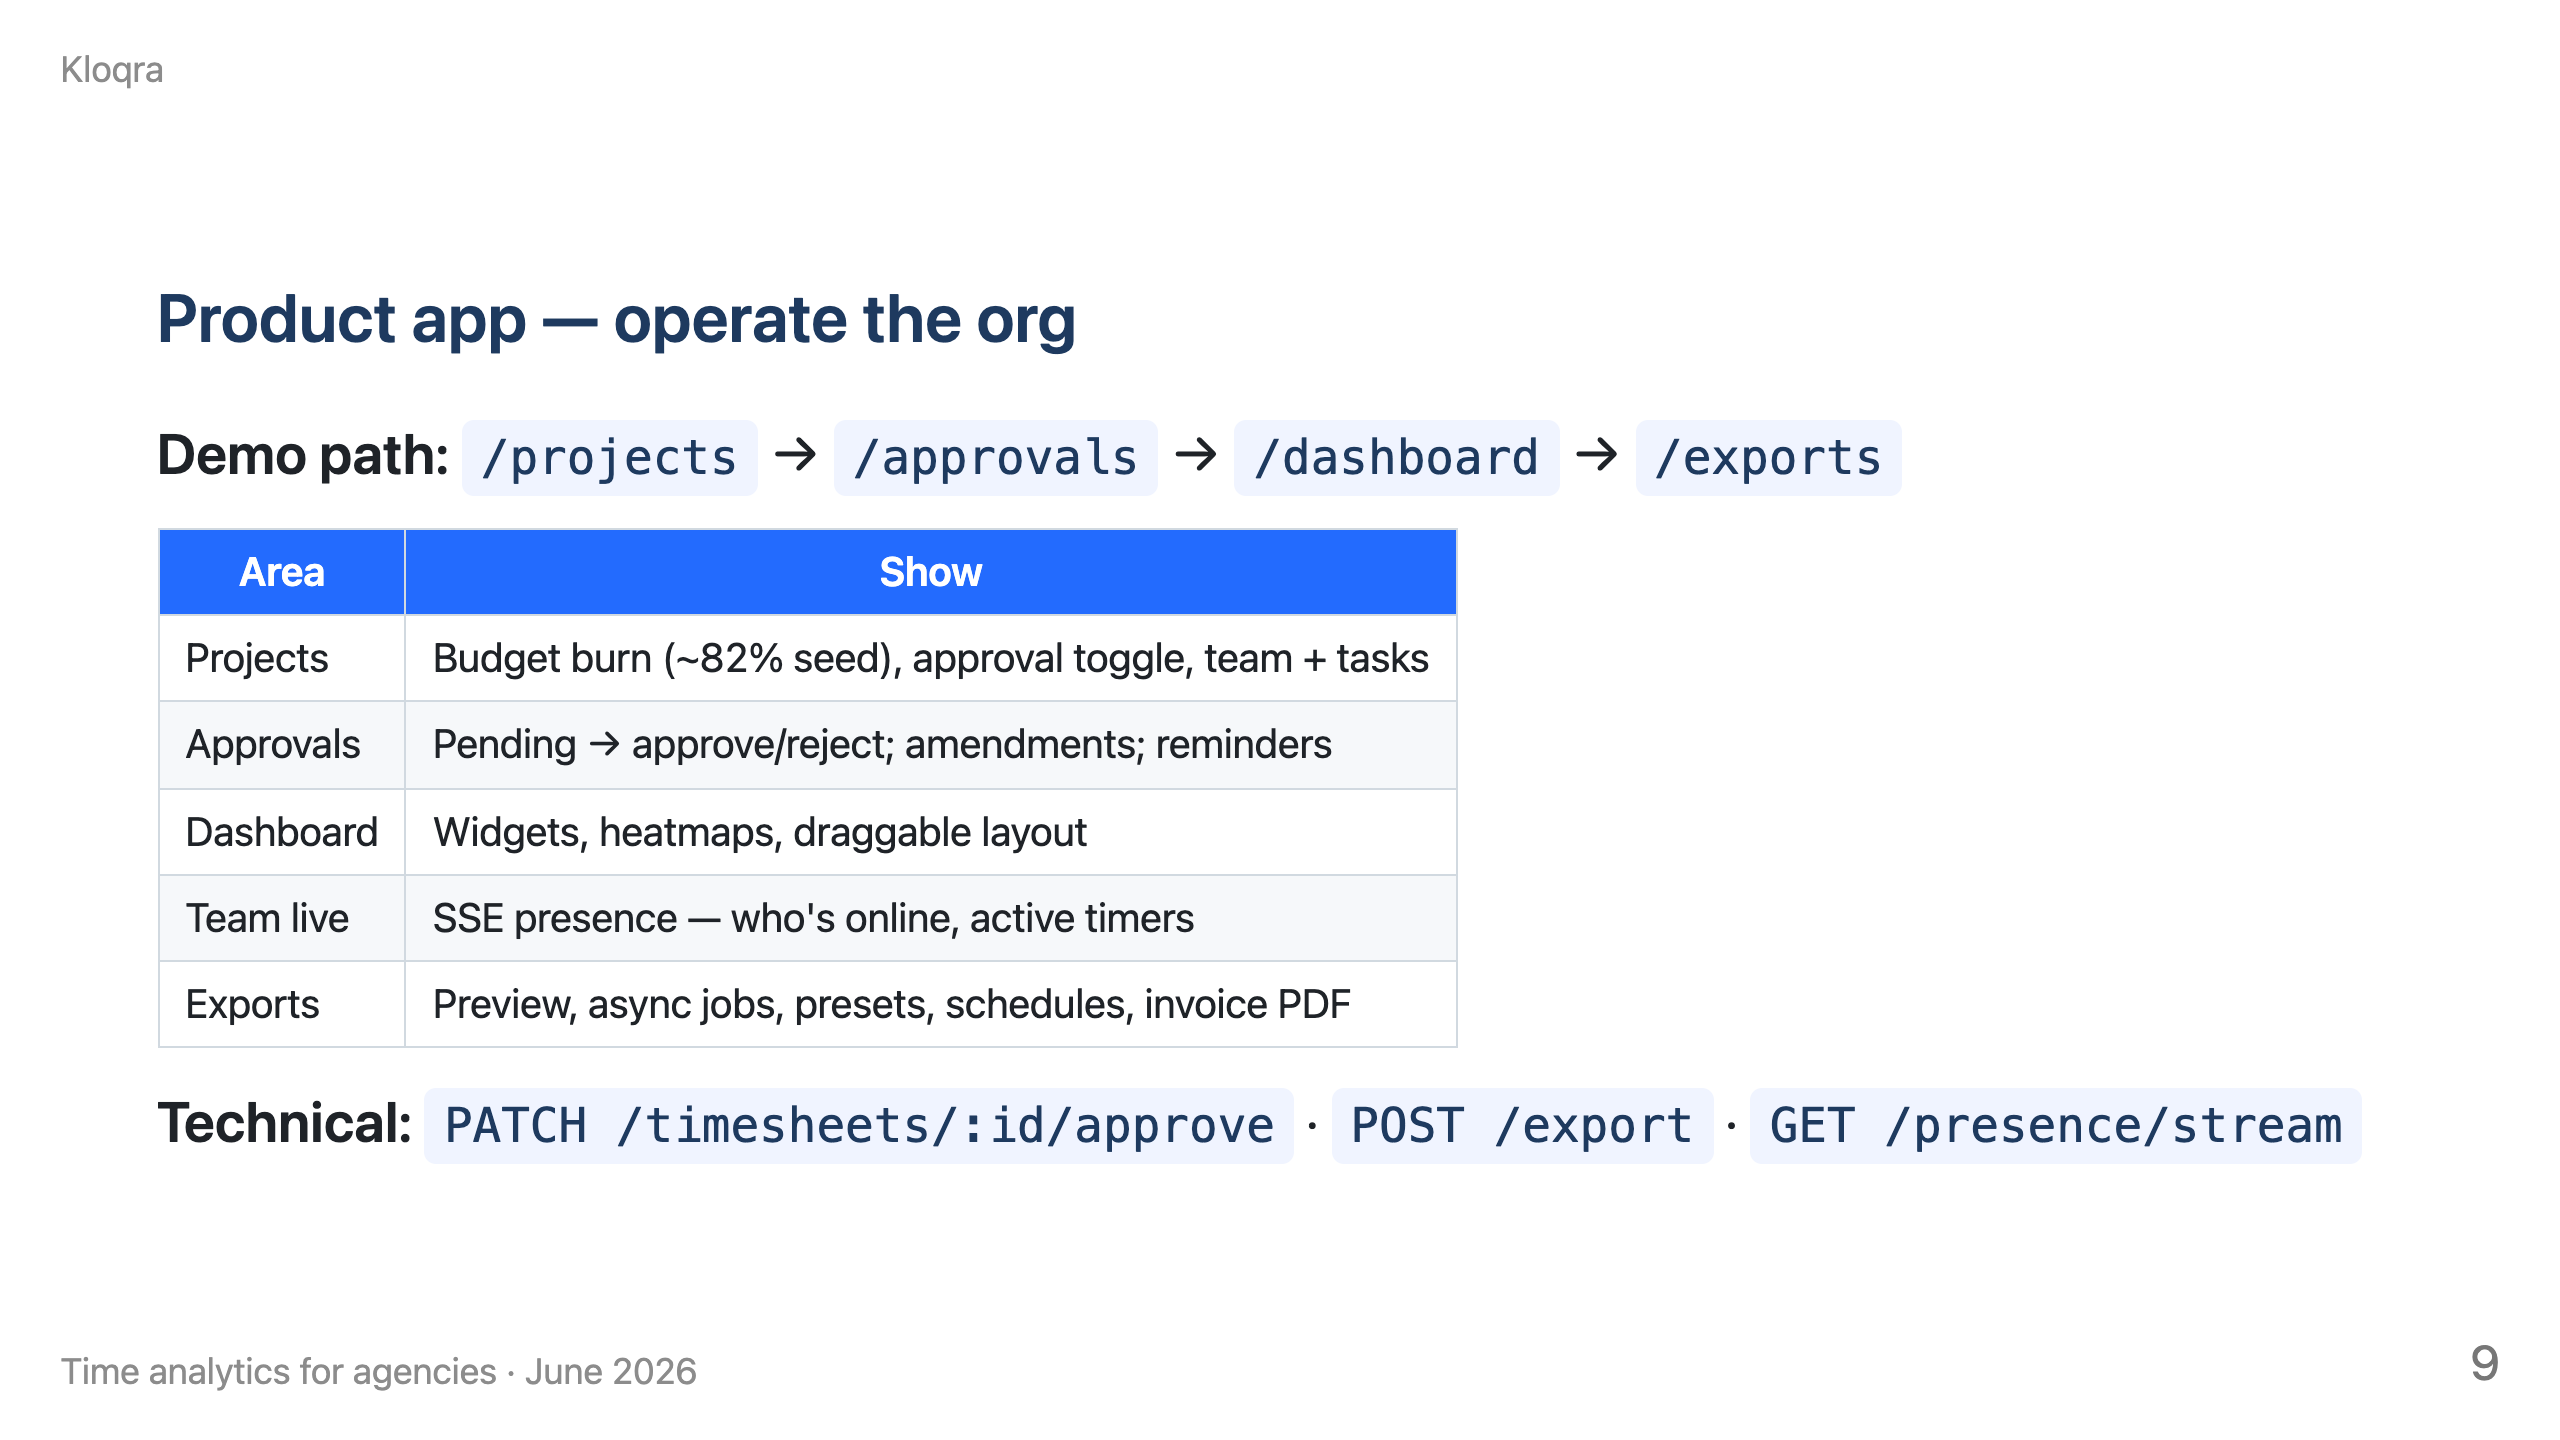 Kloqra
Product app — operate the org
Demo path: /projects → /approvals → /dashboard → /exports
Area Show
Projects Budget burn (~82% seed), approval toggle, team + tasks
Approvals Pending → approve/reject; amendments; reminders
Dashboard Widgets, heatmaps, draggable layout
Team live SSE presence — who's online, active timers
Exports Preview, async jobs, presets, schedules, invoice PDF
Technical: PATCH /timesheets/:id/approve · POST /export · GET /presence/stream
Time analytics for agencies · June 2026
9